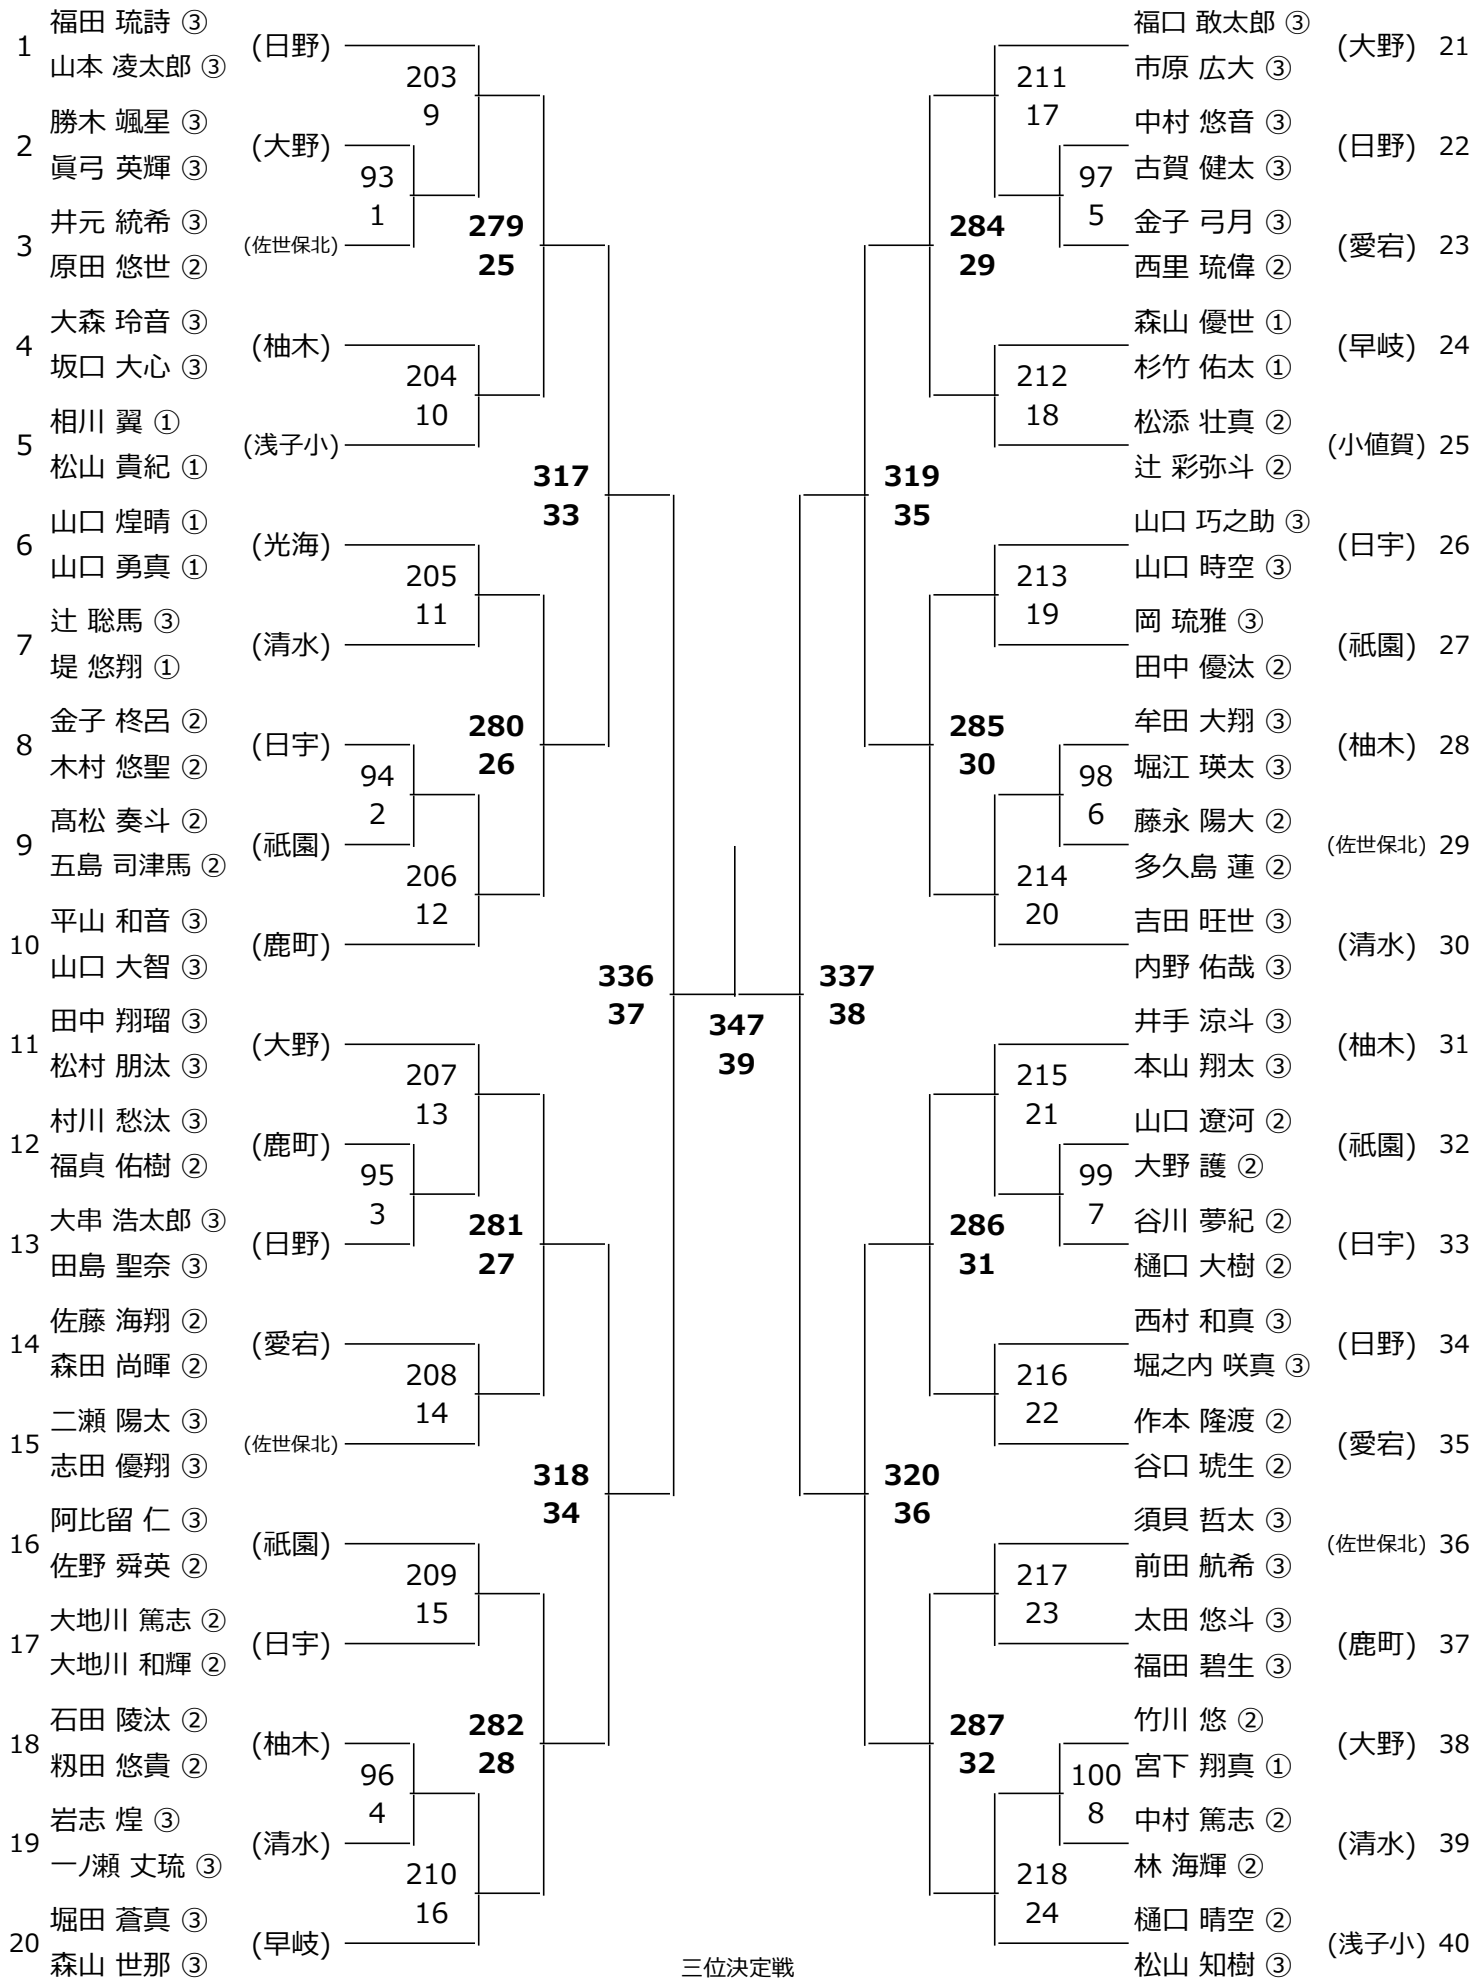 1 福田 琉詩 ③ (日野)
山本 凌太郎 ③
203
9
2 勝木 颯星 ③ (大野)
眞弓 英輝 ③
93
1
3 井元 統希 ③ (佐世保北)
原田 悠世 ②
279
25
4 大森 玲音 ③ (柚木)
坂口 大心 ③
204
10
5 相川 翼 ① (浅子小)
松山 貴紀 ①
317
33
6 山口 煌晴 ① (光海)
山口 勇真 ①
205
11
7 辻 聡馬 ③ (清水)
堤 悠翔 ①
8 金子 柊呂 ② (日宇)
木村 悠聖 ②
280
26
94
2
9 髙松 奏斗 ② (祇園)
五島 司津馬 ②
206
12
10 平山 和音 ③ (鹿町)
山口 大智 ③
336
37
11 田中 翔瑠 ③ (大野)
松村 朋汰 ③
207
13
12 村川 愁汰 ③ (鹿町)
福貞 佑樹 ②
95
3
13 大串 浩太郎 ③ (日野)
田島 聖奈 ③
281
27
14 佐藤 海翔 ② (愛宕)
森田 尚暉 ②
208
14
15 二瀬 陽太 ③ (佐世保北)
志田 優翔 ③
318
34
16 阿比留 仁 ③ (祇園)
佐野 舜英 ②
209
15
17 大地川 篤志 ② (日宇)
大地川 和輝 ②
18 石田 陵汰 ② (柚木)
籾田 悠貴 ②
282
28
96
4
19 岩志 煌 ③ (清水)
一ノ瀬 丈琉 ③
210
16
20 堀田 蒼真 ③ (早岐)
森山 世那 ③
347
39
三位決定戦
福口 敢太郎 ③ (大野) 21
市原 広大 ③
211
17
中村 悠音 ③ (日野) 22
古賀 健太 ③
97
5
金子 弓月 ③ (愛宕) 23
西里 琉偉 ②
284
29
森山 優世 ① (早岐) 24
杉竹 佑太 ①
212
18
松添 壮真 ② (小値賀) 25
辻 彩弥斗 ②
319
35
山口 巧之助 ③ (日宇) 26
山口 時空 ③
213
19
岡 琉雅 ③ (祇園) 27
田中 優汰 ②
牟田 大翔 ③ (柚木) 28
堀江 瑛太 ③
285
30
98
6
藤永 陽大 ② (佐世保北) 29
多久島 蓮 ②
214
20
吉田 旺世 ③ (清水) 30
内野 佑哉 ③
337
38
井手 涼斗 ③ (柚木) 31
本山 翔太 ③
215
21
山口 遼河 ② (祇園) 32
大野 護 ②
99
7
谷川 夢紀 ② (日宇) 33
樋口 大樹 ②
286
31
西村 和真 ③ (日野) 34
堀之内 咲真 ③
216
22
作本 隆渡 ② (愛宕) 35
谷口 琥生 ②
320
36
須貝 哲太 ③ (佐世保北) 36
前田 航希 ③
217
23
太田 悠斗 ③ (鹿町) 37
福田 碧生 ③
竹川 悠 ② (大野) 38
宮下 翔真 ①
287
32
100
8
中村 篤志 ② (清水) 39
林 海輝 ②
218
24
樋口 晴空 ② (浅子小) 40
松山 知樹 ③